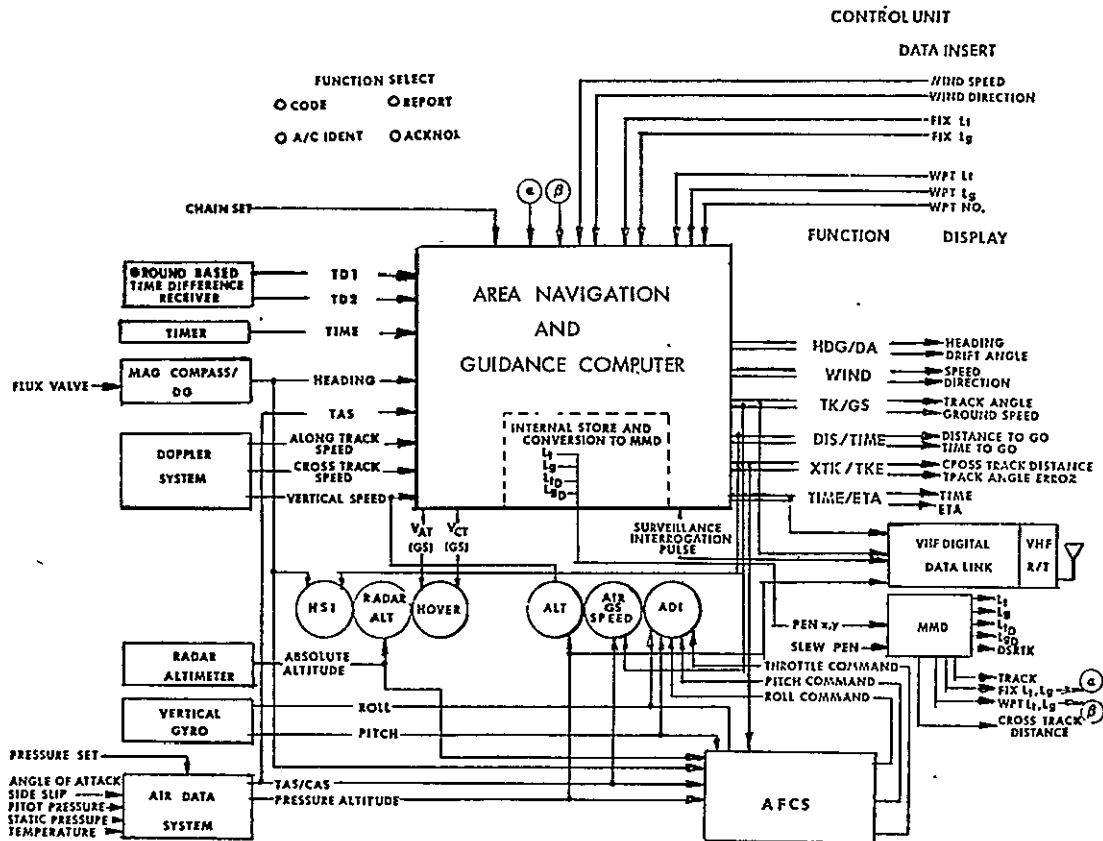 CONTROL UNIT
DATA INSERT
FUNCTION SELECT
CODE
REPORT
A/C IDENT
ACKNOL
WIND SPEED
WIND DIRECTION
FIX Lt
FIX Lg
α
β
WPT Lt
WPT Lg
WPT NO.
CHAIN SET
FUNCTION
DISPLAY
GROUND BASED
TIME DIFFERENCE
RECEIVER
TD1
TD2
TIMER
TIME
FLUX VALVE
MAG COMPASS/
DG
HEADING
TAS
DOPPLER
SYSTEM
ALONG TRACK
SPEED
CROSS TRACK
SPEED
VERTICAL SPEED
AREA NAVIGATION
AND
GUIDANCE COMPUTER
INTERNAL STORE AND
CONVERSION TO MMD
Lt
Lg
LtD
LgD
HDG/DA
HEADING
DRIFT ANGLE
WIND
SPEED
DIRECTION
TK/GS
TRACK ANGLE
GROUND SPEED
DIS/TIME
DISTANCE TO GO
TIME TO GO
XTK/TKE
CROSS TRACK DISTANCE
TRACK ANGLE ERROR
TIME/ETA
TIME
ETA
VAT
(GS)
VCT
(GS)
SURVEILLANCE
INTERROGATION
PULSE
VHF DIGITAL
DATA LINK
VHF
R/T
HSI
RADAR
ALT
HOVER
ALT
AIR
GS
SPEED
ADI
PEN x,y
SLEW PEN
MMD
Lt
Lg
LtD
LgD
DSRTK
TRACK
FIX Lt,Lg
α
WPT Lt,Lg
β
CROSS TRACK
DISTANCE
THROTTLE COMMAND
PITCH COMMAND
ROLL COMMAND
RADAR
ALTIMETER
ABSOLUTE
ALTITUDE
VERTICAL
GYRO
ROLL
PITCH
PRESSURE SET
ANGLE OF ATTACK
SIDE SLIP
PITOT PRESSURE
STATIC PRESSURE
TEMPERATURE
AIR DATA
SYSTEM
TAS/CAS
PRESSURE ALTITUDE
AFCS